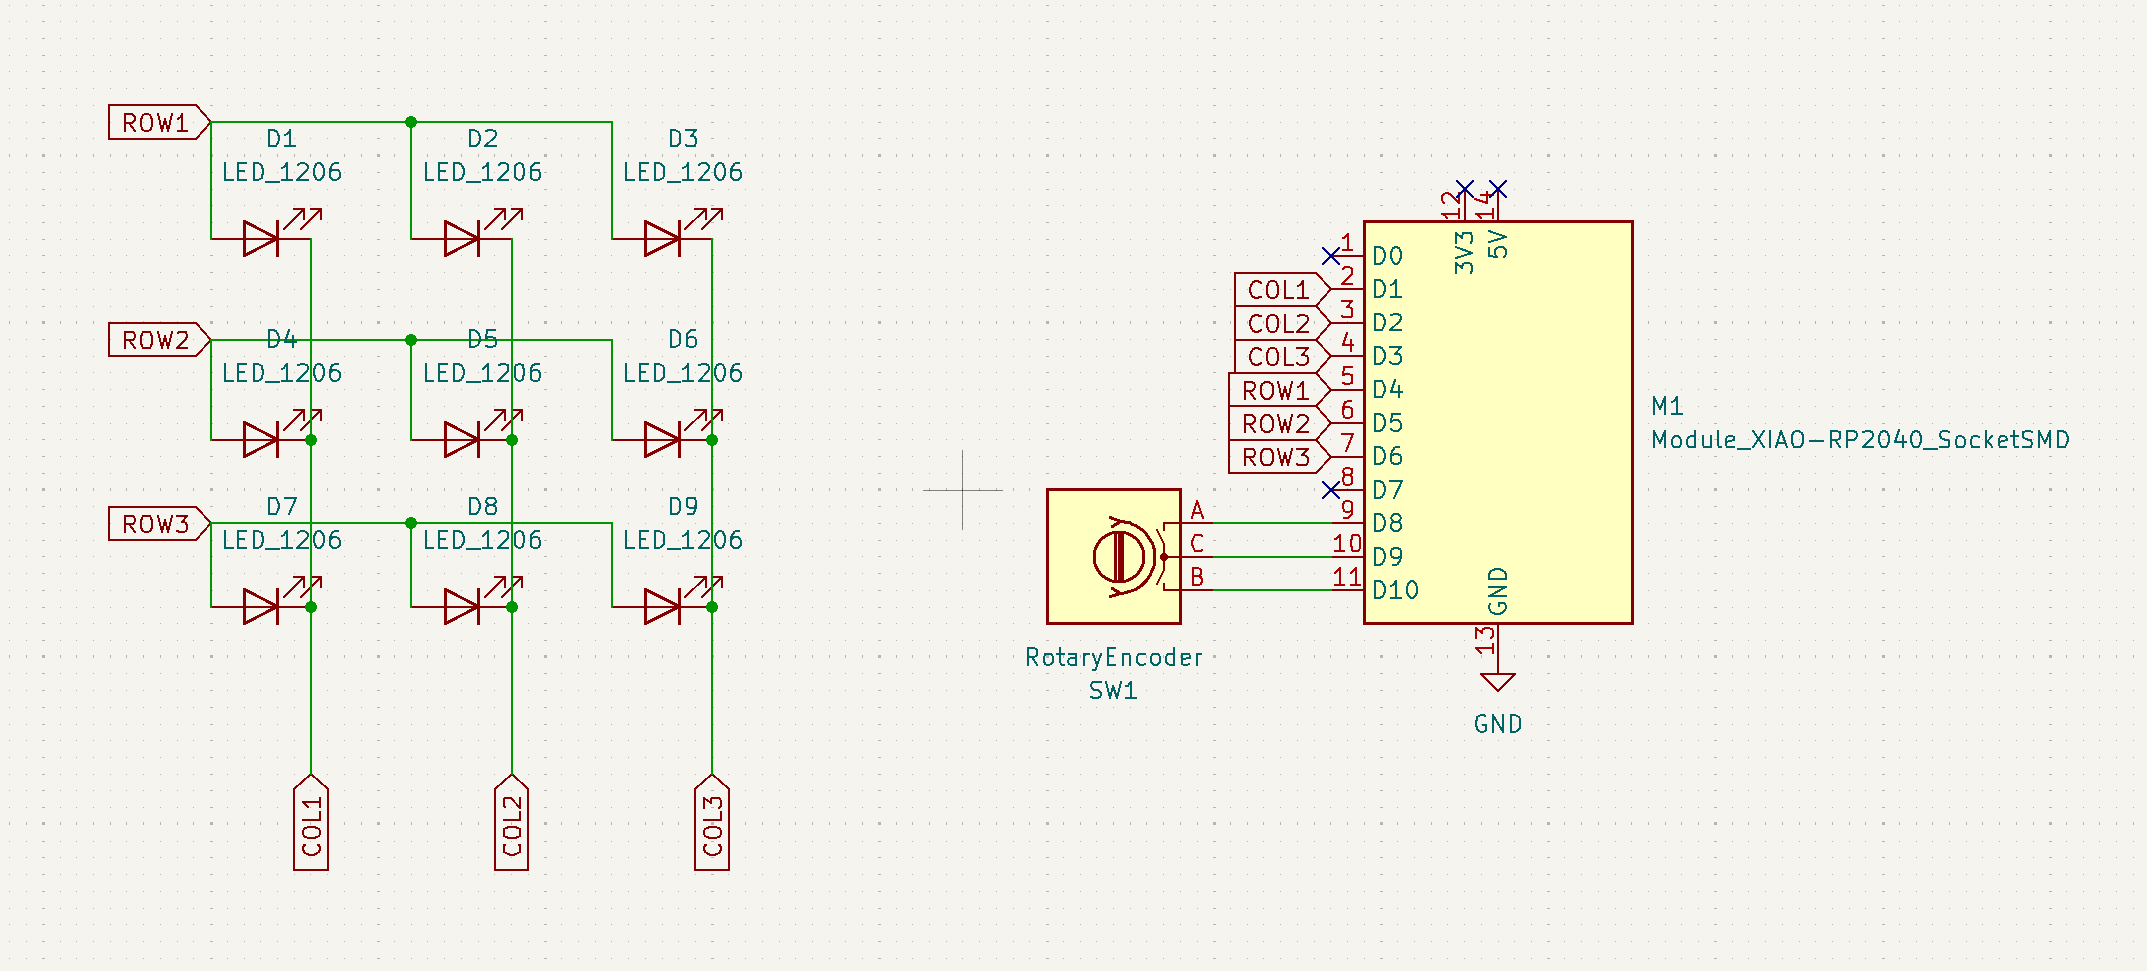 ROW1
D1
LED_1206
D2
LED_1206
D3
LED_1206
ROW2
D4
LED_1206
D5
LED_1206
D6
LED_1206
ROW3
D7
LED_1206
D8
LED_1206
D9
LED_1206
COL1
COL2
COL3
A
C
B
RotaryEncoder
SW1
COL1
COL2
COL3
ROW1
ROW2
ROW3
12
14
3V3
5V
1
D0
2
D1
3
D2
4
D3
5
D4
6
D5
7
D6
8
D7
9
D8
10
D9
11
D10
GND
13
GND
M1
Module_XIAO-RP2040_SocketSMD